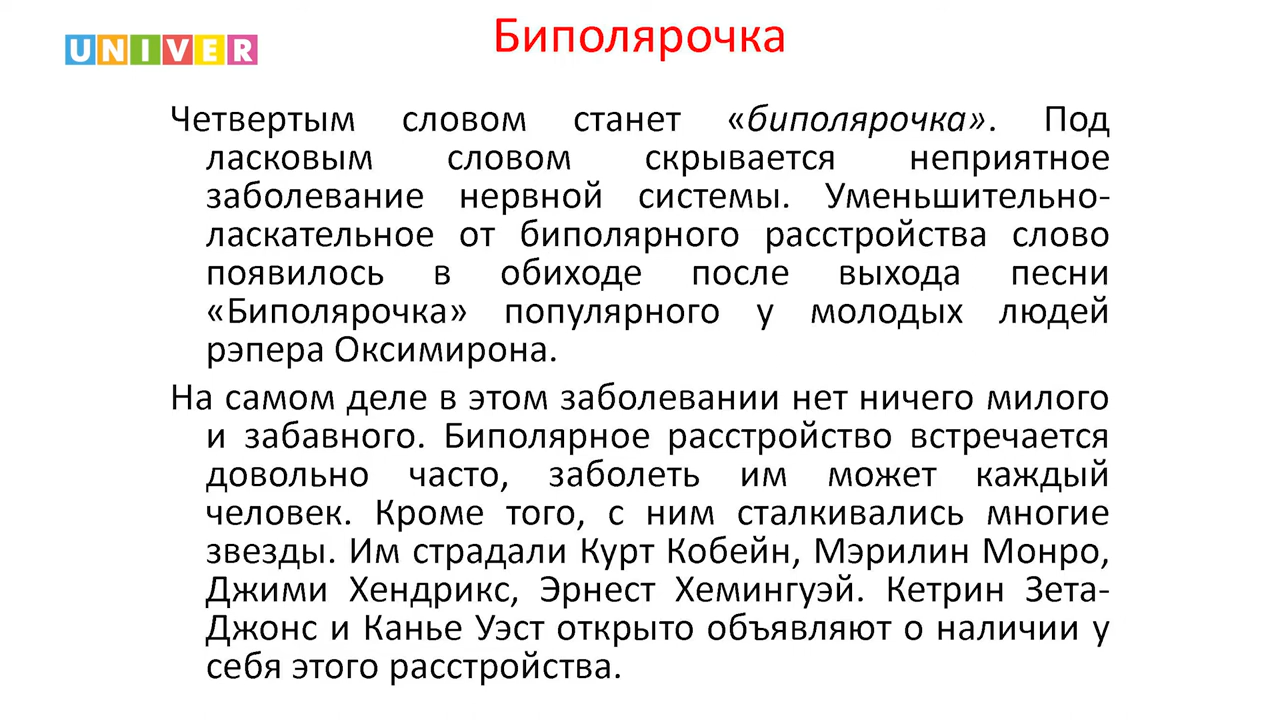 UNIVER
Биполярочка
Четвертым словом станет «биполярочка». Под
ласковым словом скрывается неприятное
заболевание нервной системы. Уменьшительно-
ласкательное от биполярного расстройства слово
появилось в обиходе после выхода песни
«Биполярочка» популярного у молодых людей
рэпера Оксимирона.
На самом деле в этом заболевании нет ничего милого
и забавного. Биполярное расстройство встречается
довольно часто, заболеть им может каждый
человек. Кроме того, с ним сталкивались многие
звезды. Им страдали Курт Кобейн, Мэрилин Монро,
Джими Хендрикс, Эрнест Хемингуэй. Кетрин Зета-
Джонс и Канье Уэст открыто объявляют о наличии у
себя этого расстройства.